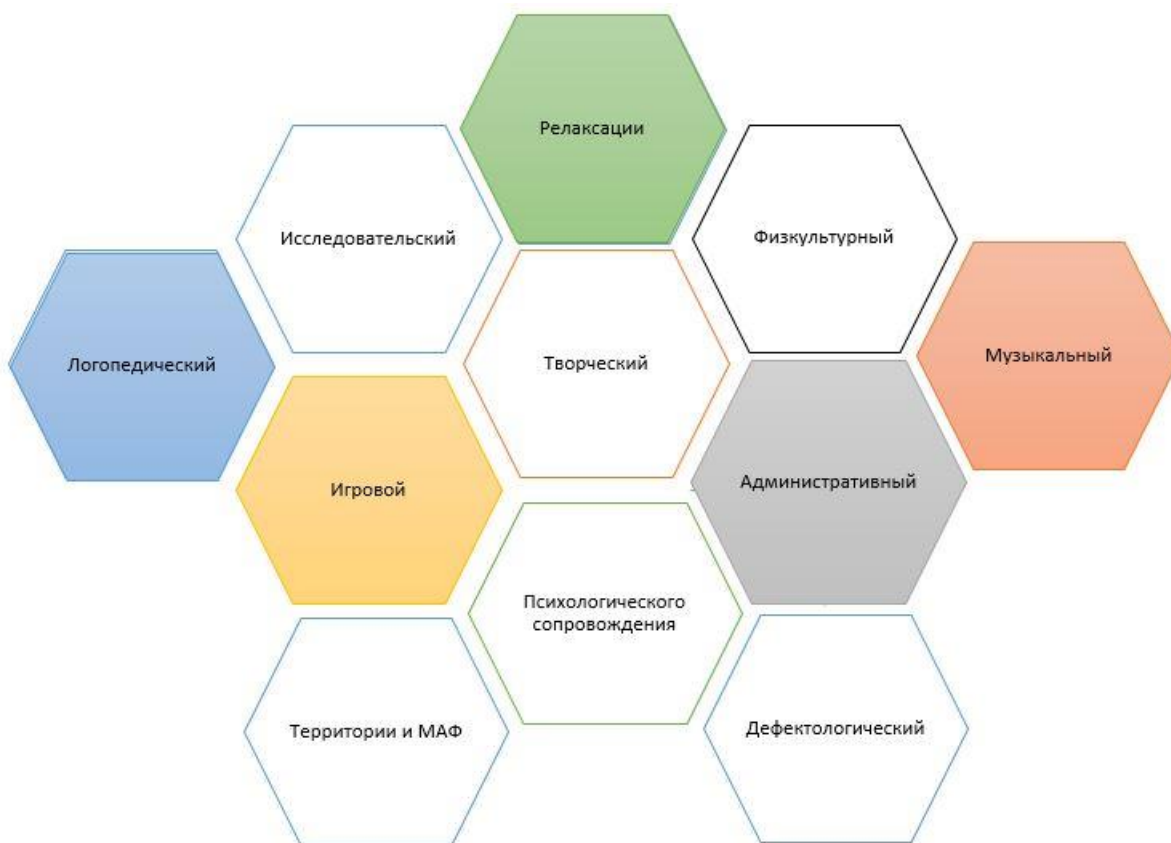 Релаксации
Исследовательский
Физкультурный
Логопедический
Творческий
Музыкальный
Игровой
Административный
Психологического
сопровождения
Территории и МАФ
Дефектологический